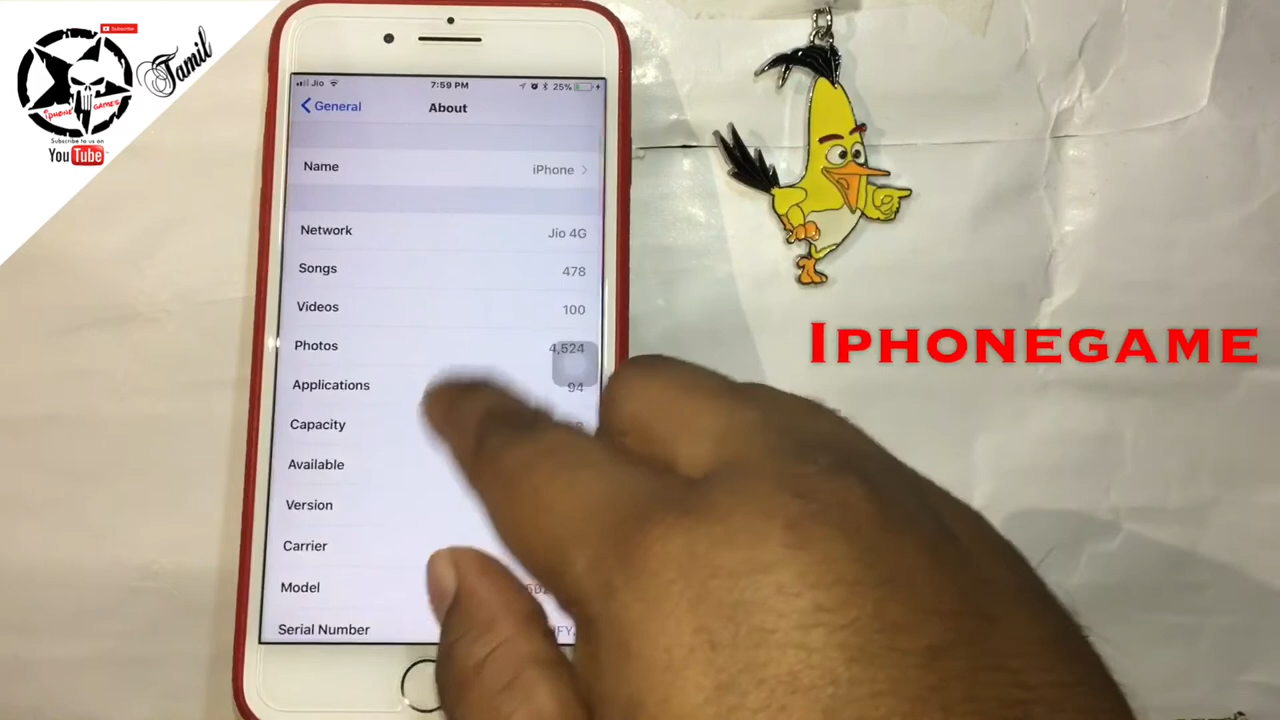 Subscribe
Tamil
IPHONE GAMES
Subscribe to us on
YouTube
Jio
7:59 PM
25%
General
About
Name
iPhone
Network
Jio 4G
Songs
478
Videos
100
Photos
4,524
Applications
94
Capacity
Available
Version
Carrier
Model
Serial Number
IPHONEGAME